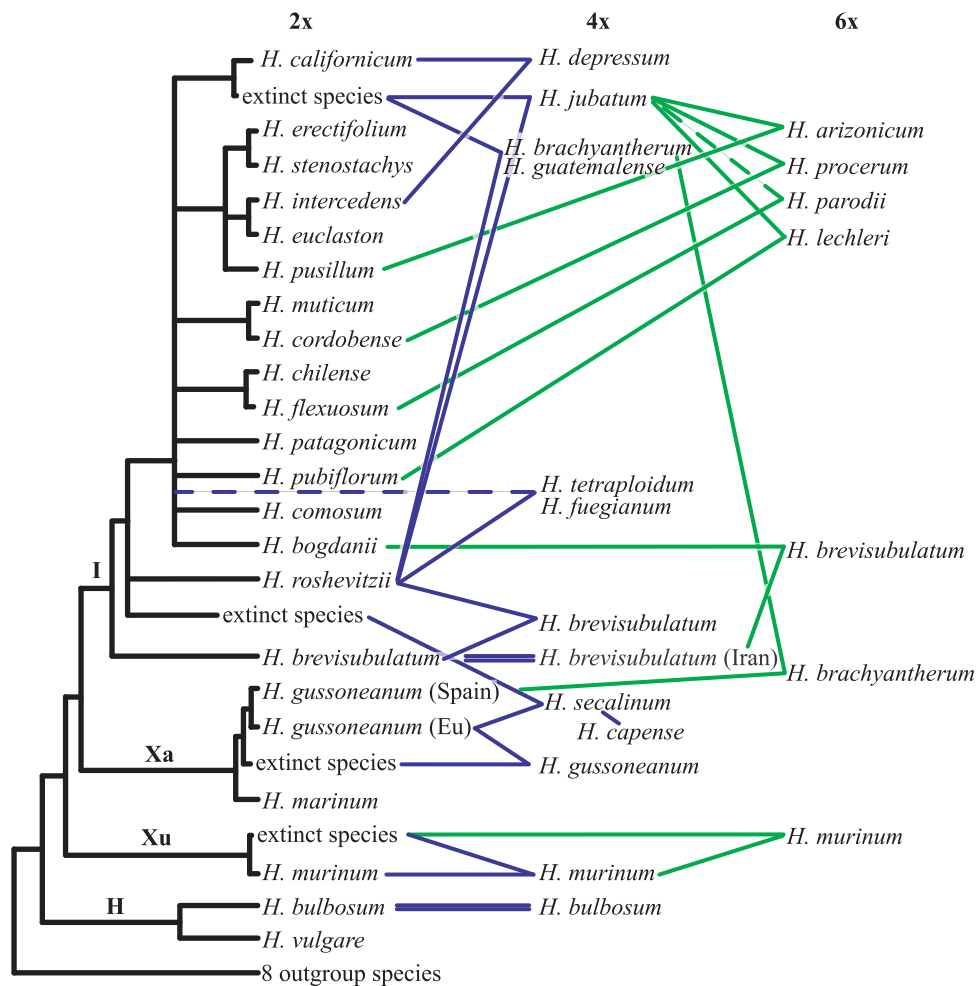 2x 4x 6x
H. californicum H. depressum
extinct species H. jubatum
H. erectifolium H. arizonicum
H. brachyantherum
H. stenostachys H. guatemalense H. procerum
H. intercedens H. parodii
H. euclaston H. lechleri
H. pusillum
H. muticum
H. cordobense
H. chilense
H. flexuosum
H. patagonicum
H. pubiflorum
H. tetraploidum
H. comosum H. fuegianum
H. bogdanii H. brevisubulatum
I
H. roshevitzii
extinct species H. brevisubulatum
H. brevisubulatum H. brevisubulatum (Iran)
H. brachyantherum
H. gussoneanum (Spain)
H. secalinum
H. gussoneanum (Eu) H. capense
Xa
extinct species H. gussoneanum
H. marinum
Xu
extinct species H. murinum
H. murinum H. murinum
H
H. bulbosum H. bulbosum
H. vulgare
8 outgroup species